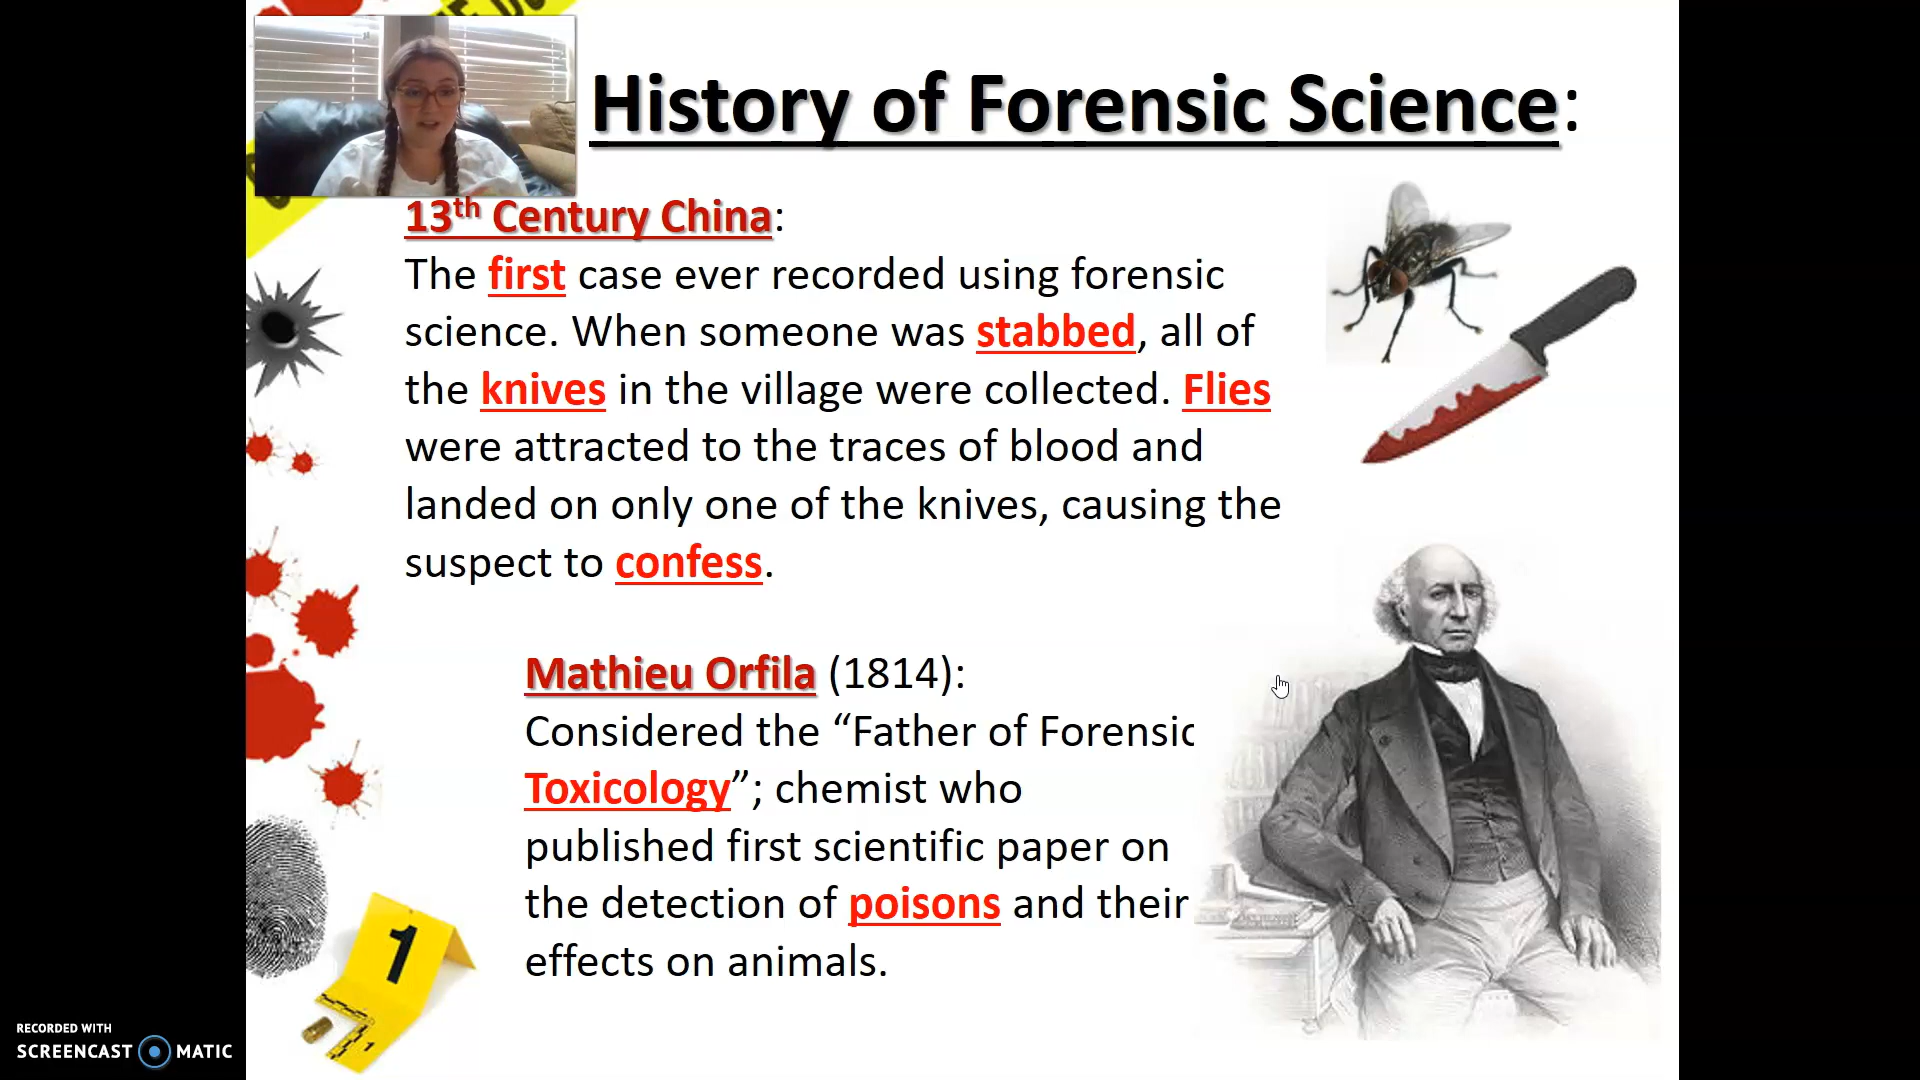 History of Forensic Science:
13th Century China:
The first case ever recorded using forensic
science. When someone was stabbed, all of
the knives in the village were collected. Flies
were attracted to the traces of blood and
landed on only one of the knives, causing the
suspect to confess.
Mathieu Orfila (1814):
Considered the “Father of Forensic
Toxicology”; chemist who
published first scientific paper on
the detection of poisons and their
effects on animals.
1
1
RECORDED WITH
SCREENCAST MATIC